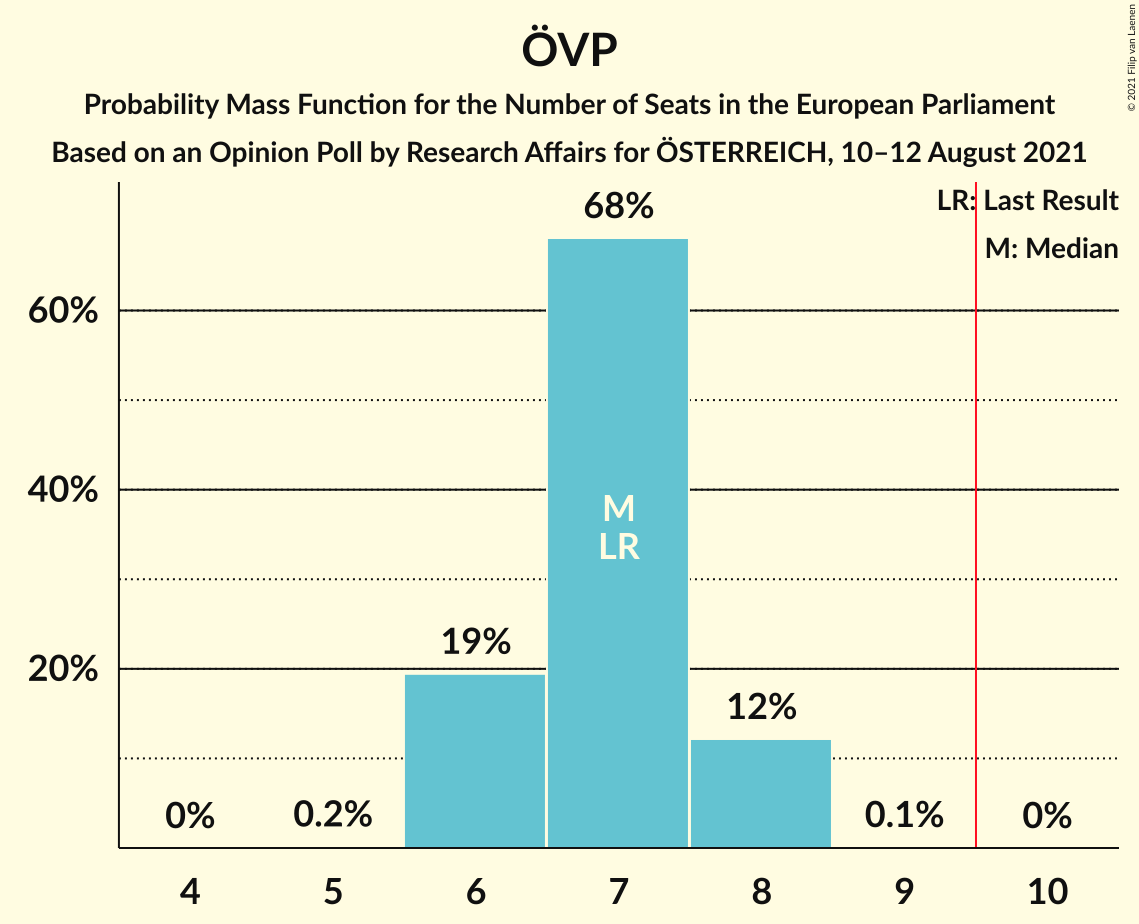 ÖVP
Probability Mass Function for the Number of Seats in the European Parliament
Based on an Opinion Poll by Research Affairs for ÖSTERREICH, 10–12 August 2021
© 2021 Filip van Laenen
LR: Last Result
M: Median
68%
60%
40%
M
LR
19%
20%
12%
0%
0.2%
0.1%
0%
4
5
6
7
8
9
10